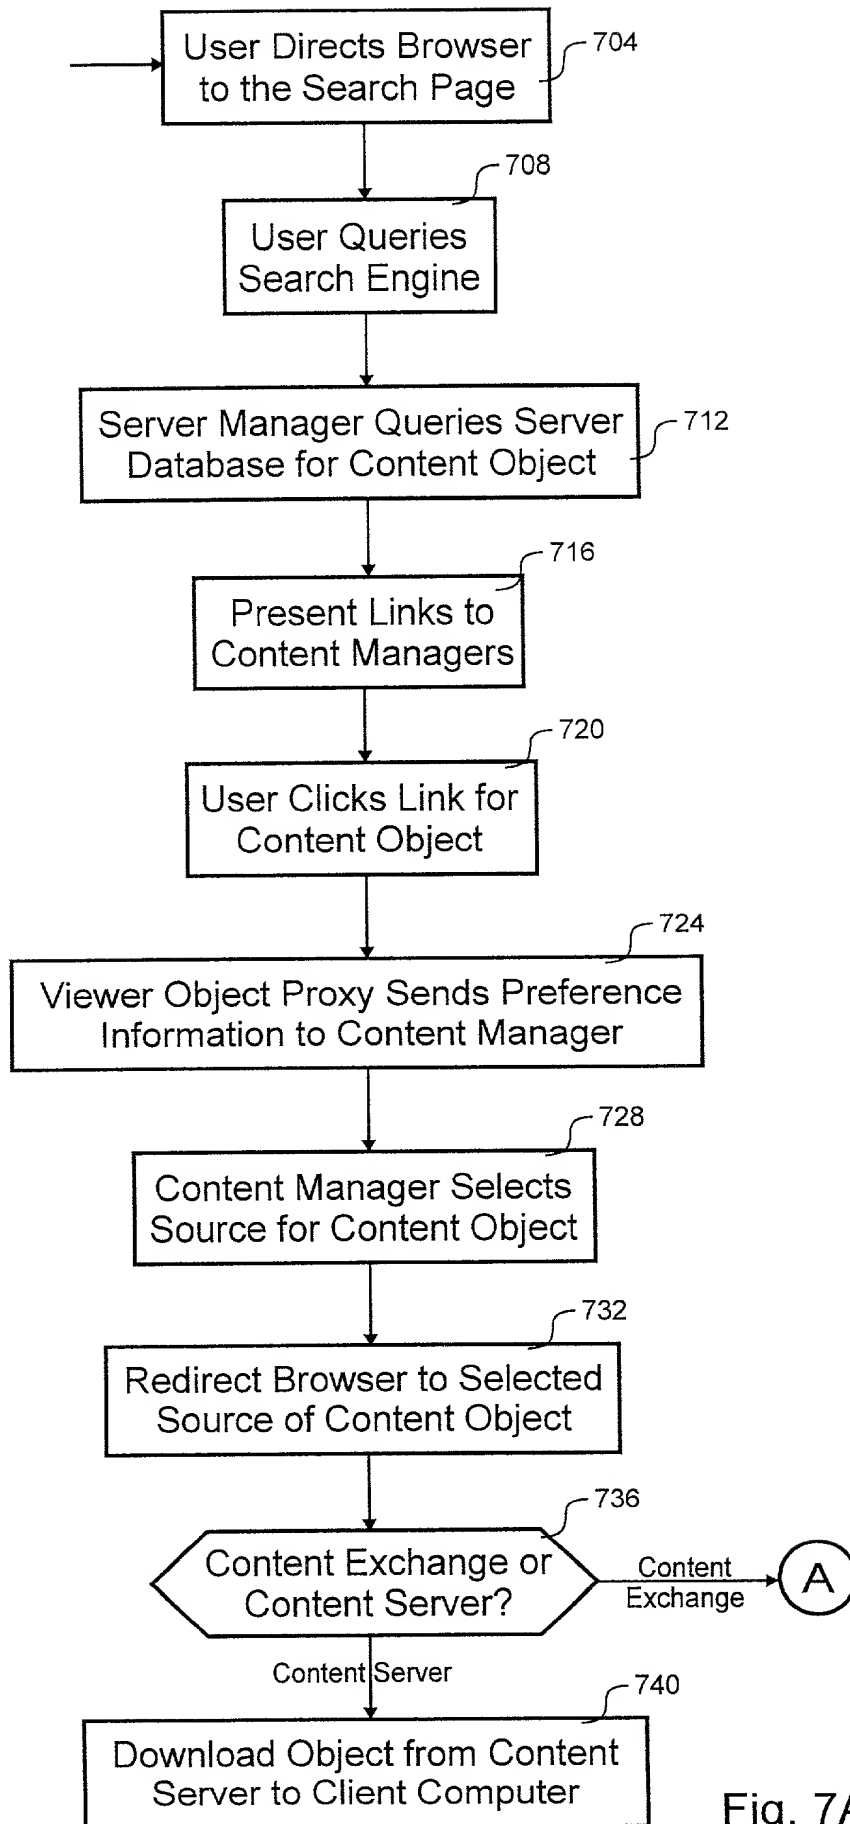 User Directs Browser
to the Search Page
704
708
User Queries
Search Engine
Server Manager Queries Server
Database for Content Object
712
716
Present Links to
Content Managers
720
User Clicks Link for
Content Object
724
Viewer Object Proxy Sends Preference
Information to Content Manager
728
Content Manager Selects
Source for Content Object
732
Redirect Browser to Selected
Source of Content Object
736
Content Exchange or
Content Server?
Content
Exchange
A
Content Server
740
Download Object from Content
Server to Client Computer
Fig. 7A